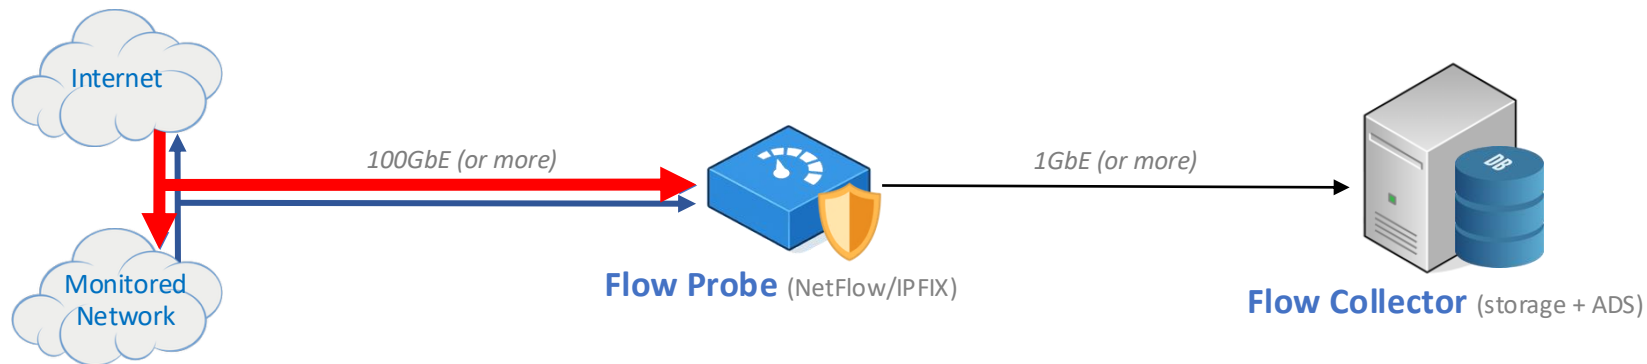 Internet
100GbE (or more)
1GbE (or more)
DB
Monitored
Network
Flow Probe (NetFlow/IPFIX)
Flow Collector (storage + ADS)